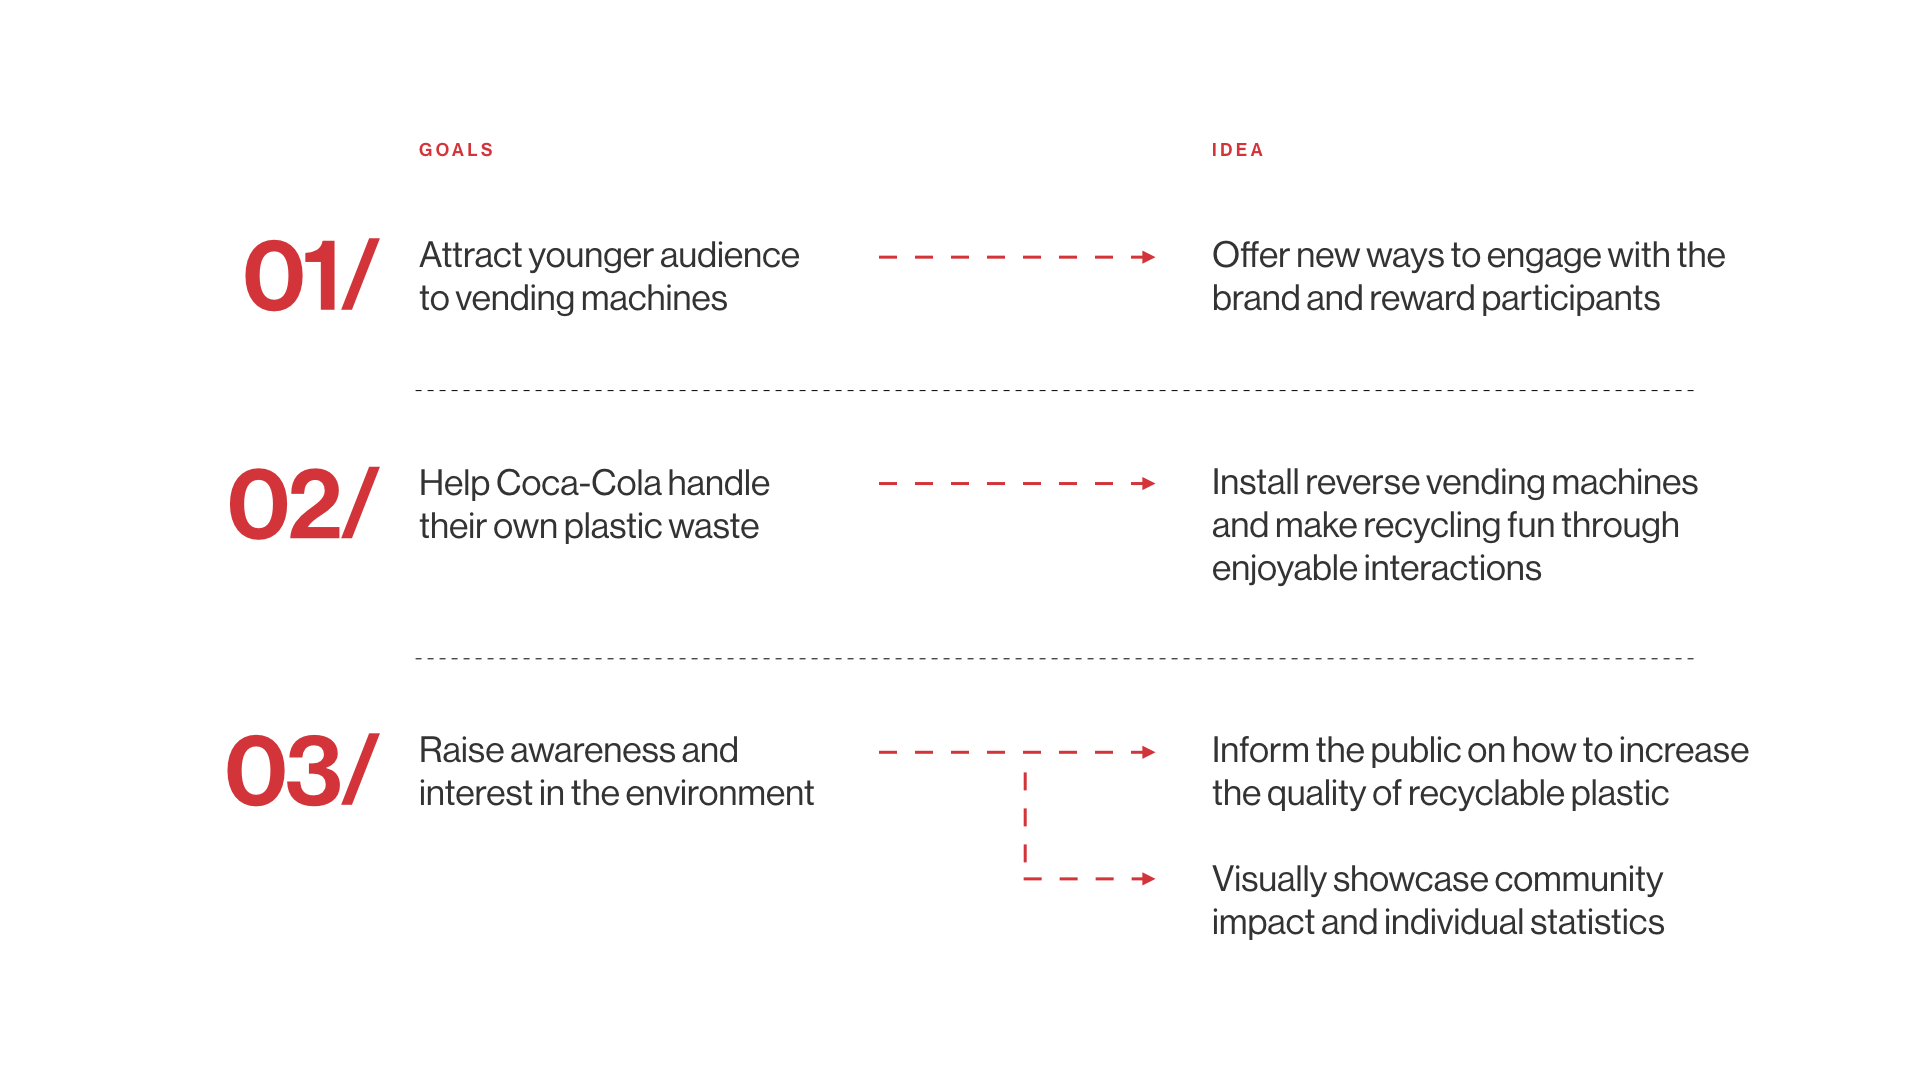 GOALS
IDEA
01/
Attract younger audience
to vending machines
Offer new ways to engage with the
brand and reward participants
02/
Help Coca-Cola handle
their own plastic waste
Install reverse vending machines
and make recycling fun through
enjoyable interactions
03/
Raise awareness and
interest in the environment
Inform the public on how to increase
the quality of recyclable plastic
Visually showcase community
impact and individual statistics